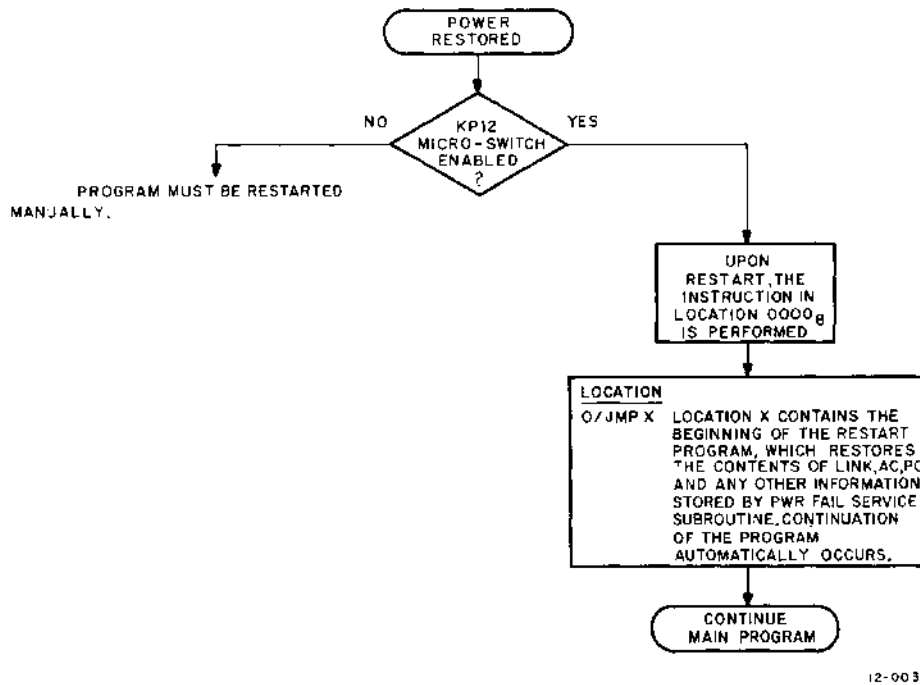 POWER
RESTORED
NO
KP12
MICRO-SWITCH
ENABLED
?
YES
PROGRAM MUST BE RESTARTED
MANUALLY.
UPON
RESTART, THE
INSTRUCTION IN
LOCATION 0000₈
IS PERFORMED
LOCATION
0/JMP X LOCATION X CONTAINS THE
BEGINNING OF THE RESTART
PROGRAM, WHICH RESTORES
THE CONTENTS OF LINK, AC, PC
AND ANY OTHER INFORMATION
STORED BY PWR FAIL SERVICE
SUBROUTINE. CONTINUATION
OF THE PROGRAM
AUTOMATICALLY OCCURS.
CONTINUE
MAIN PROGRAM
12-003